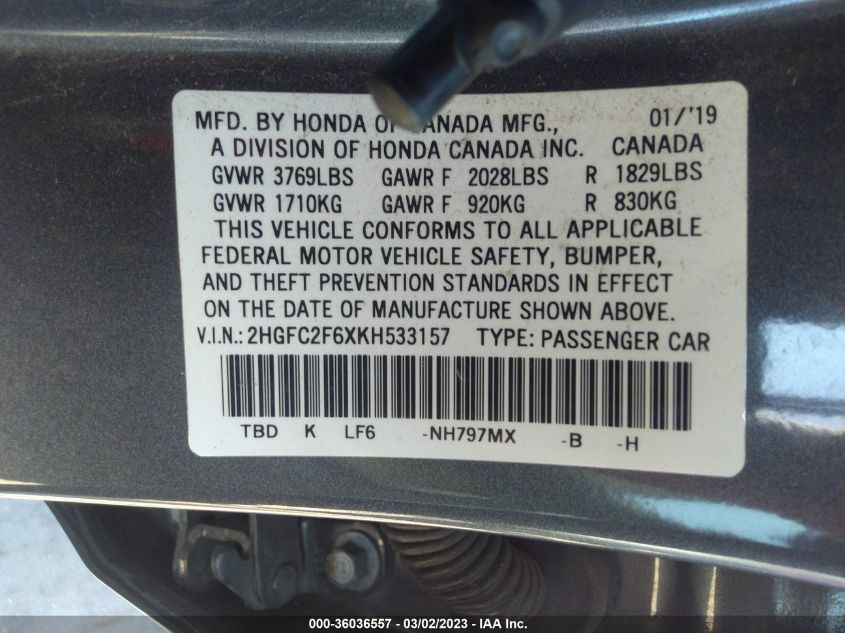 MFD. BY HONDA OF CANADA MFG., 01/'19
A DIVISION OF HONDA CANADA INC. CANADA
GVWR 3769LBS GAWR F 2028LBS R 1829LBS
GVWR 1710KG GAWR F 920KG R 830KG
THIS VEHICLE CONFORMS TO ALL APPLICABLE
FEDERAL MOTOR VEHICLE SAFETY, BUMPER,
AND THEFT PREVENTION STANDARDS IN EFFECT
ON THE DATE OF MANUFACTURE SHOWN ABOVE.
V.I.N.: 2HGFC2F6XKH533157 TYPE: PASSENGER CAR
TBD K LF6 -NH797MX -B -H
000-36036557 — 03/02/2023 — IAA Inc.